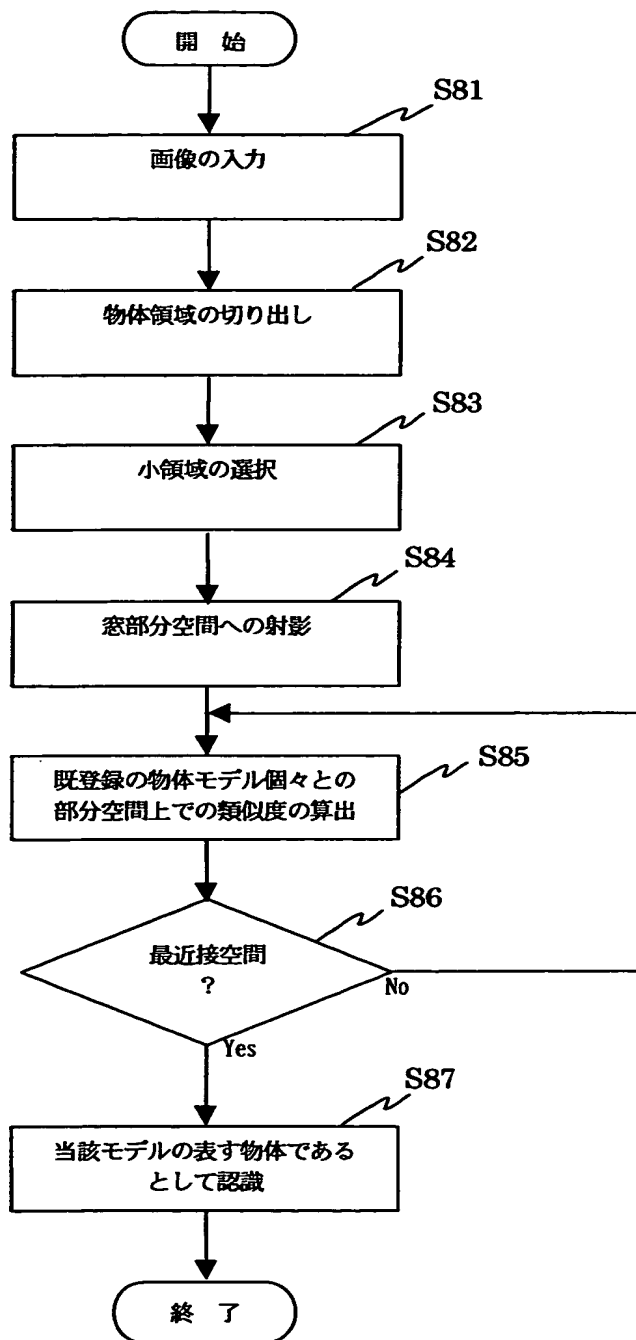 開 始
S81
画像の入力
S82
物体領域の切り出し
S83
小領域の選択
S84
窓部分空間への射影
S85
既登録の物体モデル個々との
部分空間上での類似度の算出
S86
最近接空間
?
No
Yes
S87
当該モデルの表す物体である
として認識
終 了